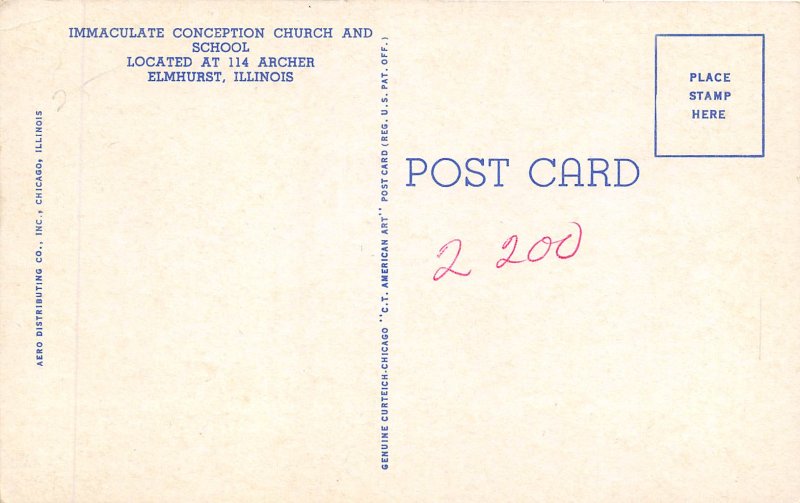 IMMACULATE CONCEPTION CHURCH AND
SCHOOL
LOCATED AT 114 ARCHER
ELMHURST, ILLINOIS
AERO DISTRIBUTING CO., INC., CHICAGO, ILLINOIS
GENUINE CURTEICH-CHICAGO "C.T. AMERICAN ART" POST CARD (REG. U.S. PAT. OFF.)
PLACE
STAMP
HERE
POST CARD
2 200